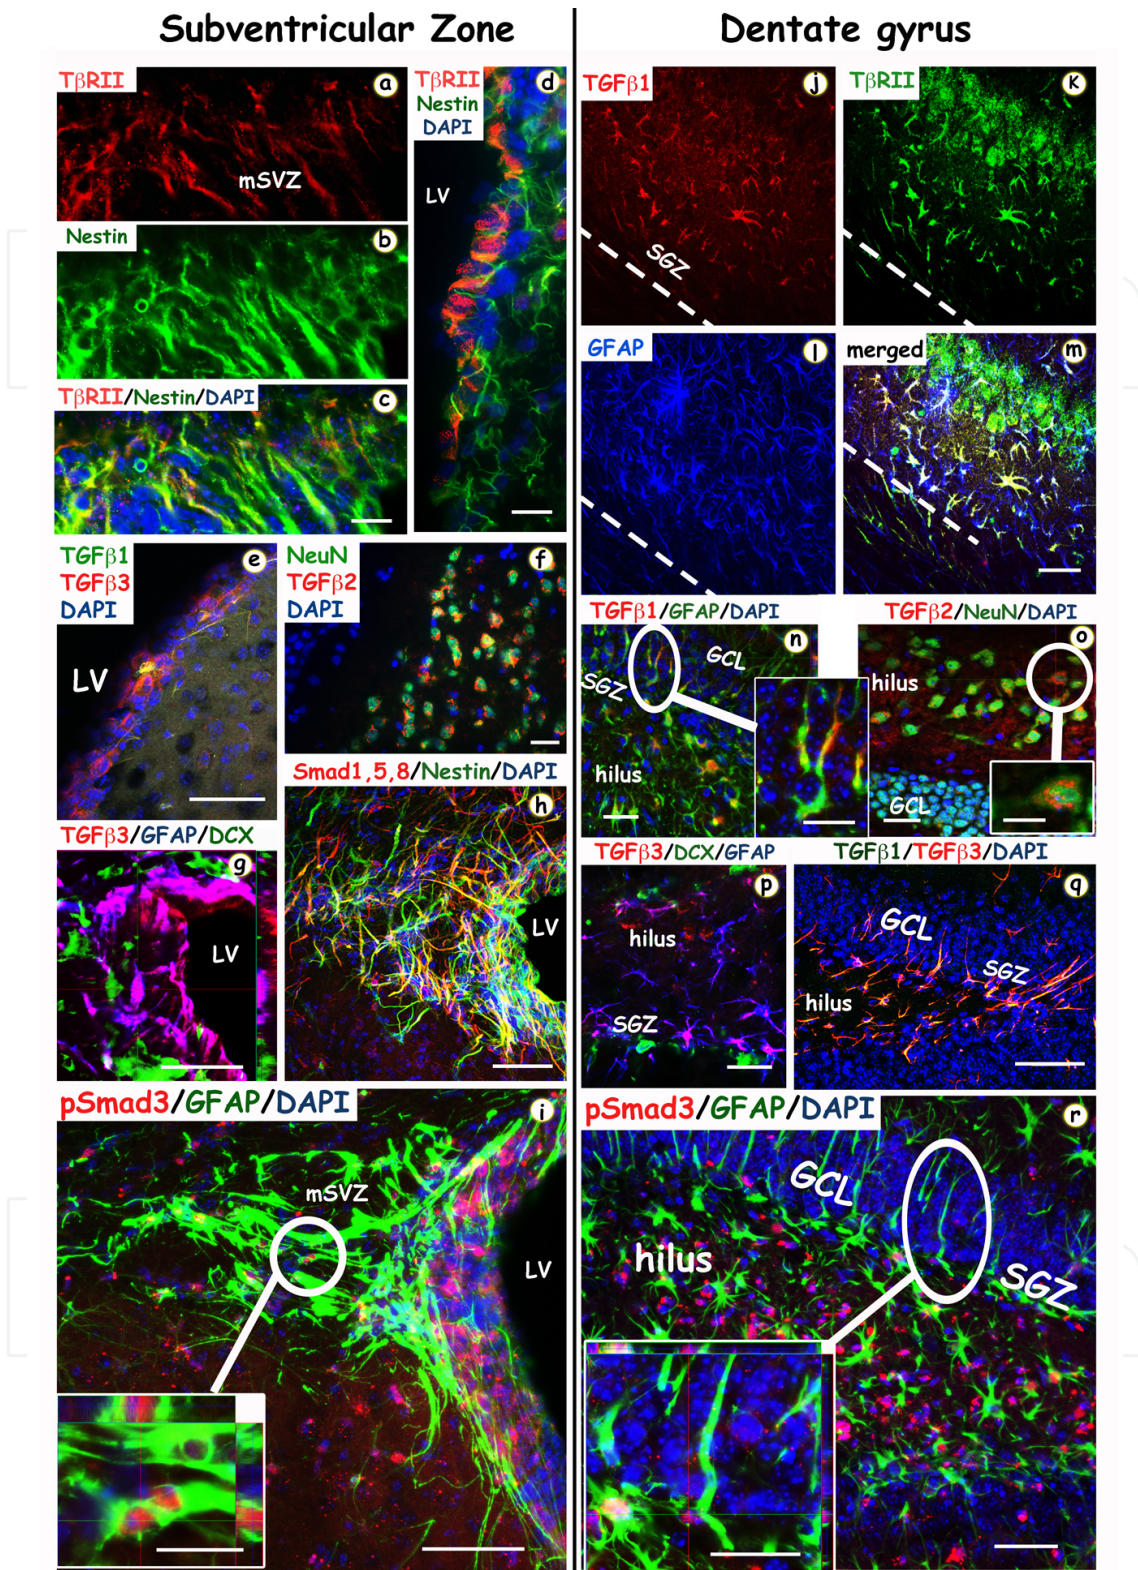 Subventricular Zone
Dentate gyrus
TβRII
a
mSVZ
Nestin
b
TβRII/Nestin/DAPI
c
TβRII
Nestin
DAPI
d
LV
TGFβ1
TGFβ3
DAPI
e
LV
NeuN
TGFβ2
DAPI
f
TGFβ3/GFAP/DCX
g
LV
Smad1,5,8/Nestin/DAPI
h
LV
pSmad3/GFAP/DAPI
i
mSVZ
LV
TGFβ1
j
SGZ
TβRII
k
GFAP
l
merged
m
TGFβ1/GFAP/DAPI
n
GCL
SGZ
hilus
TGFβ2/NeuN/DAPI
o
hilus
GCL
TGFβ3/DCX/GFAP
p
hilus
SGZ
TGFβ1/TGFβ3/DAPI
q
GCL
SGZ
hilus
pSmad3/GFAP/DAPI
r
GCL
hilus
SGZ